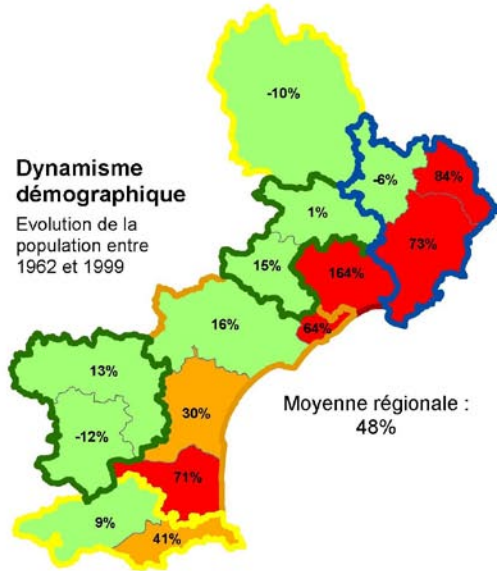 -10%
Dynamisme
démographique
Evolution de la
population entre
1962 et 1999
-6%
84%
1%
73%
15%
164%
16%
64%
13%
30%
Moyenne régionale :
48%
-12%
71%
9%
41%